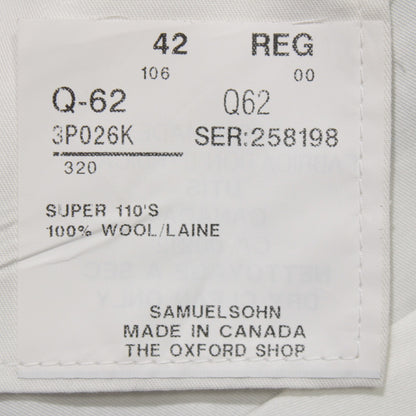 42 REG
106 00
Q-62 Q62
3P026K SER:258198
320
SUPER 110'S
100% WOOL/LAINE
SAMUELSOHN
MADE IN CANADA
THE OXFORD SHOP